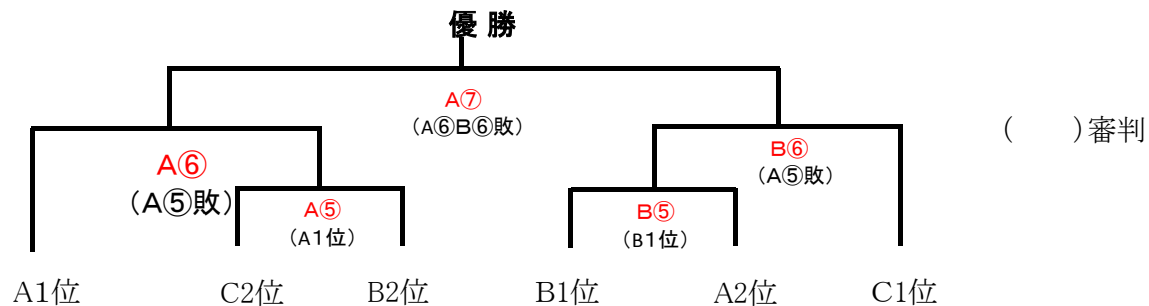 優 勝
A⑦
(A⑥B⑥敗)
(　　)審判
A⑥
(A⑤敗)
B⑥
(A⑤敗)
A⑤
(A1位)
B⑤
(B1位)
A1位　C2位　B2位　B1位　A2位　C1位